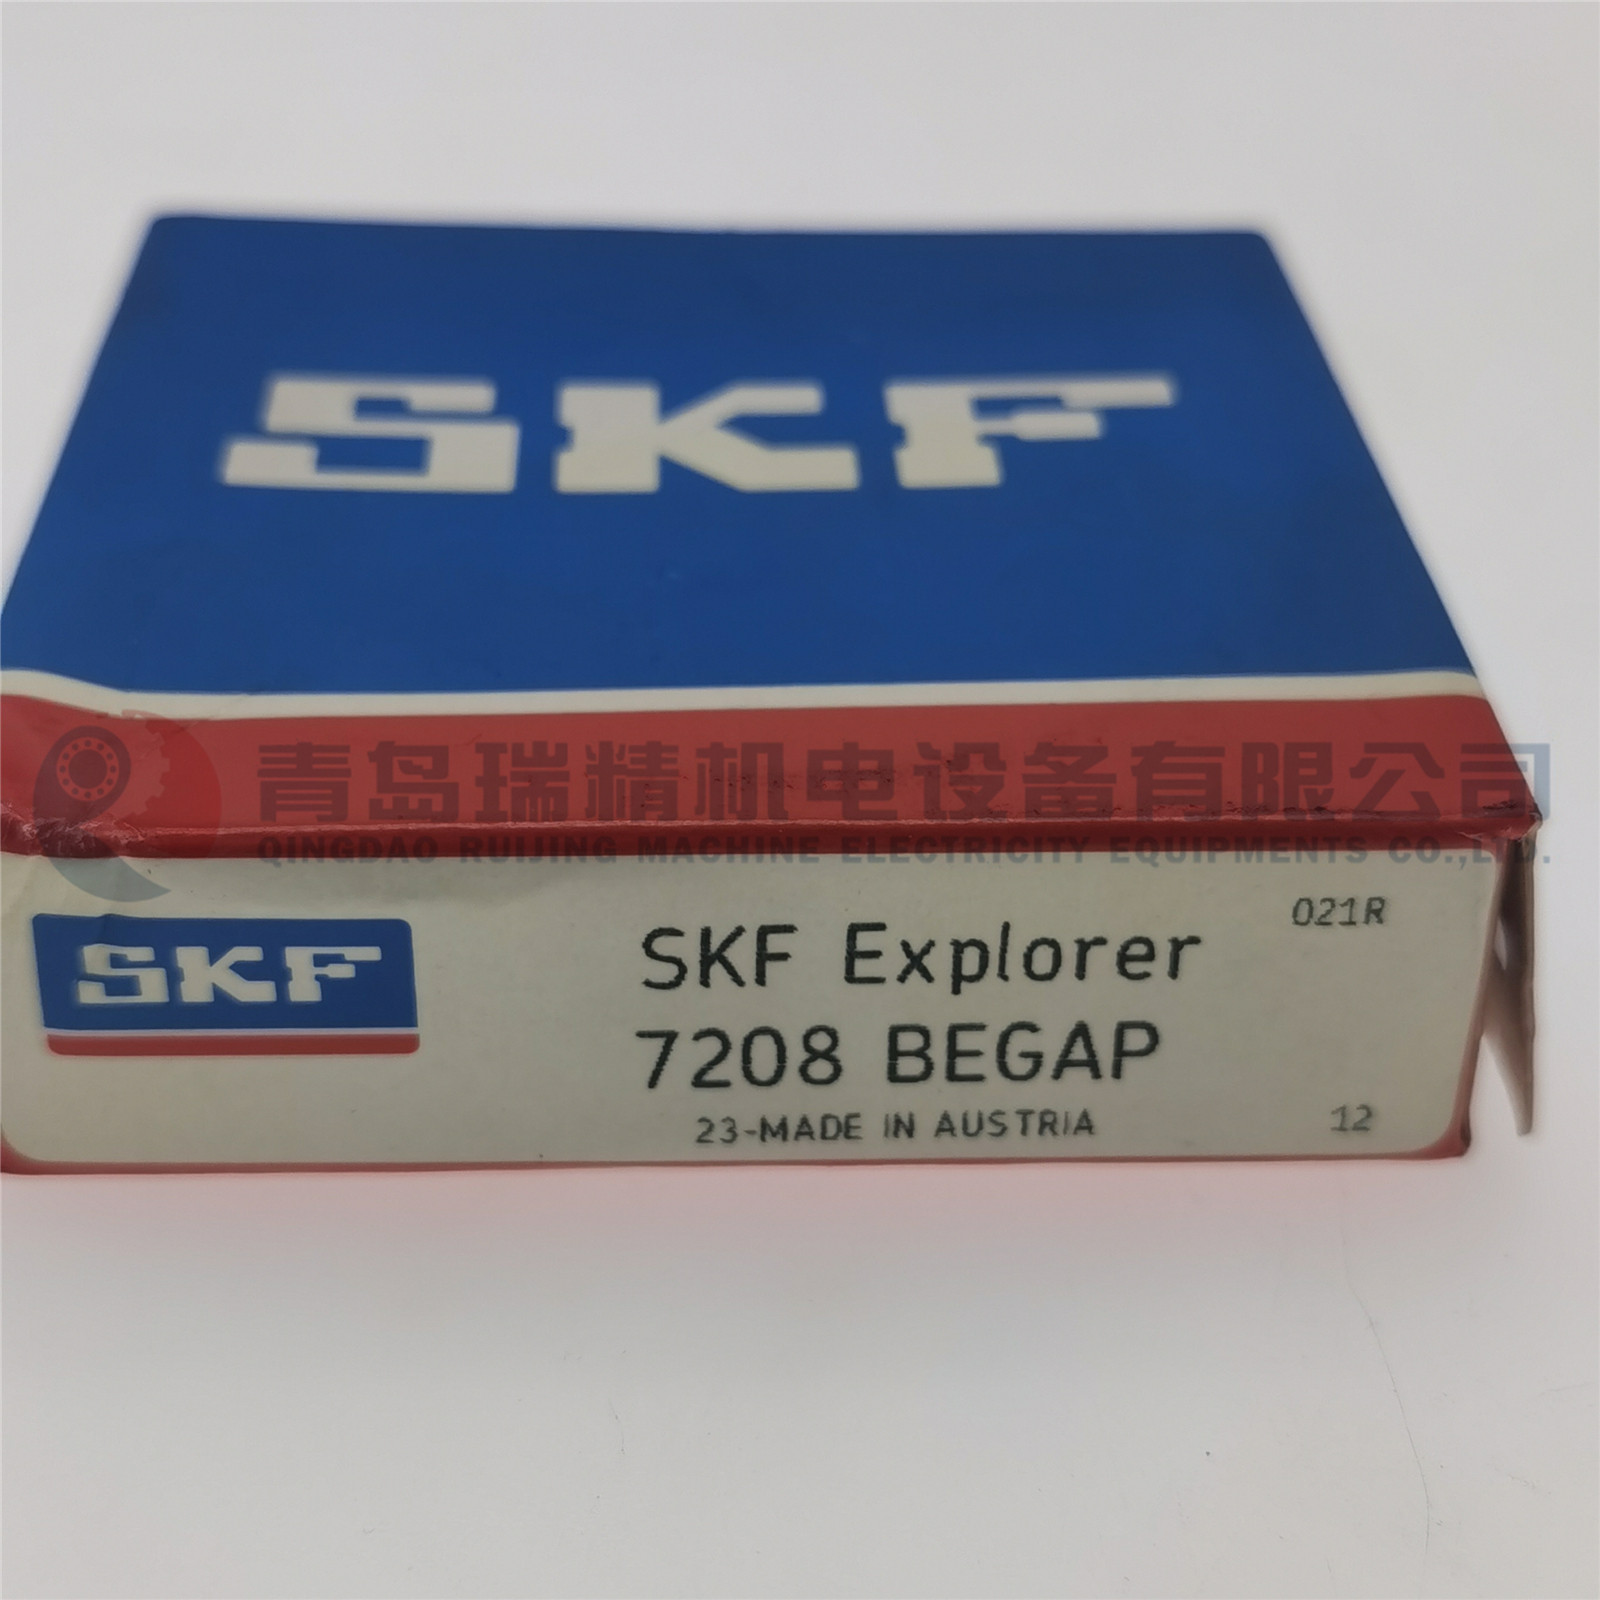 SKF
青岛瑞精机电设备有限公司
QINGDAO RUIJING MACHINE ELECTRICITY EQUIPMENTS CO.,LTD.
021R
SKF
SKF Explorer
7208 BEGAP
23-MADE IN AUSTRIA
12